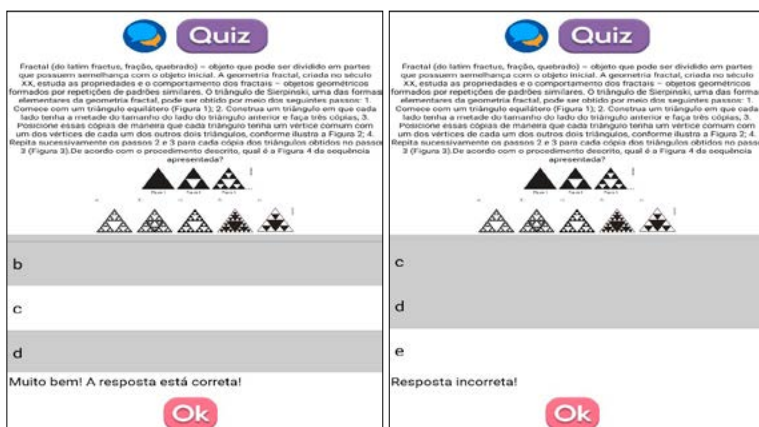 Quiz
Fractal (do latim fractus, fração, quebrado) – objeto que pode ser dividido em partes
que possuem semelhança com o objeto inicial. A geometria fractal, criada no século
XX, estuda as propriedades e o comportamento dos fractais – objetos geométricos
formados por repetições de padrões similares. O triângulo de Sierpinski, uma das formas
elementares da geometria fractal, pode ser obtido por meio dos seguintes passos: 1.
Comece com um triângulo equilátero (Figura 1); 2. Construa um triângulo em que cada
lado tenha a metade do tamanho do lado do triângulo anterior e faça três cópias, 3.
Posicione essas cópias de maneira que cada triângulo tenha um vértice comum com
um dos vértices de cada um dos outros dois triângulos, conforme ilustra a Figura 2; 4.
Repita sucessivamente os passos 2 e 3 para cada cópia dos triângulos obtidos no passo
3 (Figura 3).De acordo com o procedimento descrito, qual é a Figura 4 da sequência
apresentada?
Figura 1 Figura 2 Figura 3
b
c
d
Muito bem! A resposta está correta!
Ok
Quiz
Fractal (do latim fractus, fração, quebrado) – objeto que pode ser dividido em partes
que possuem semelhança com o objeto inicial. A geometria fractal, criada no século
XX, estuda as propriedades e o comportamento dos fractais – objetos geométricos
formados por repetições de padrões similares. O triângulo de Sierpinski, uma das formas
elementares da geometria fractal, pode ser obtido por meio dos seguintes passos: 1.
Comece com um triângulo equilátero (Figura 1); 2. Construa um triângulo em que cada
lado tenha a metade do tamanho do lado do triângulo anterior e faça três cópias, 3.
Posicione essas cópias de maneira que cada triângulo tenha um vértice comum com
um dos vértices de cada um dos outros dois triângulos, conforme ilustra a Figura 2; 4.
Repita sucessivamente os passos 2 e 3 para cada cópia dos triângulos obtidos no passo
3 (Figura 3).De acordo com o procedimento descrito, qual é a Figura 4 da sequência
apresentada?
Figura 1 Figura 2 Figura 3
c
d
e
Resposta incorreta!
Ok